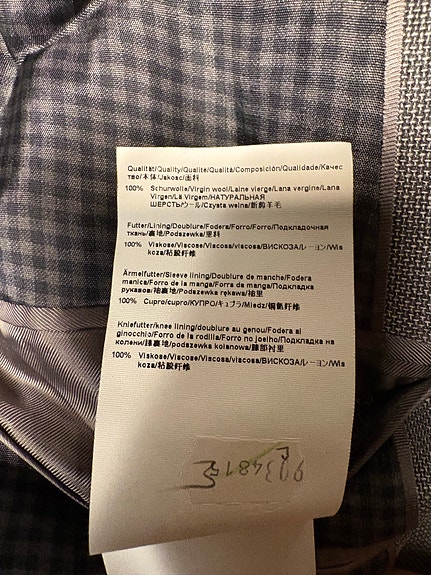 Qualität/Quality/Qualité/Qualità/Composición/Qualidade/Качес
тво/本体/Jakość/面料
100% Schurwolle/Virgin wool/Laine vierge/Lana vergine/Lana
Virgen/Lã Virgem/НАТУРАЛЬНАЯ
ШЕРСТЬ/ウール/Czysta wełna/新剪羊毛
Futter/Lining/Doublure/Fodera/Forro/Forro/Подкладочная
ткань/裏地/Podszewka/里料
100% Viskose/Viscose/Viscosa/viscose/ВИСКОЗА/レーヨン/Wis
koza/粘胶纤维
Ärmelfutter/Sleeve lining/Doublure de manche/Fodera
manica/Forro de la manga/Forra da manga/Подкладка
рукавов/袖裏地/Podszewka rękawa/袖里
100% Cupro/cupro/КУПРО/キュプラ/Miedź/铜氨纤维
Kniefutter/knee lining/doublure au genou/Fodera al
ginocchio/Forro de la rodilla/Forro no joelho/Подкладка на
колени/膝裏地/podszewka kolanowa/膝部衬里
100% Viskose/Viscose/Viscosa/viscose/ВИСКОЗА/レーヨン/Wis
koza/粘胶纤维